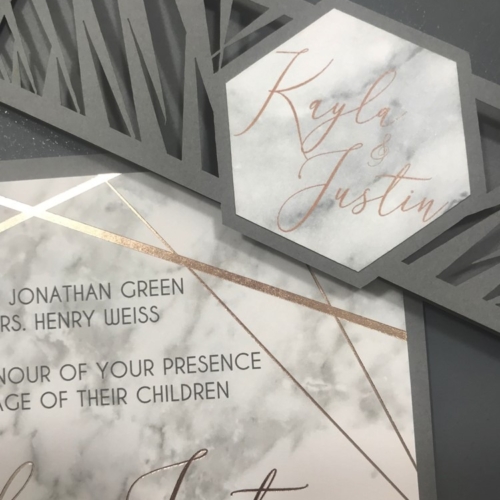 Kayla
&
Justin
JONATHAN GREEN
RS. HENRY WEISS
NOUR OF YOUR PRESENCE
AGE OF THEIR CHILDREN